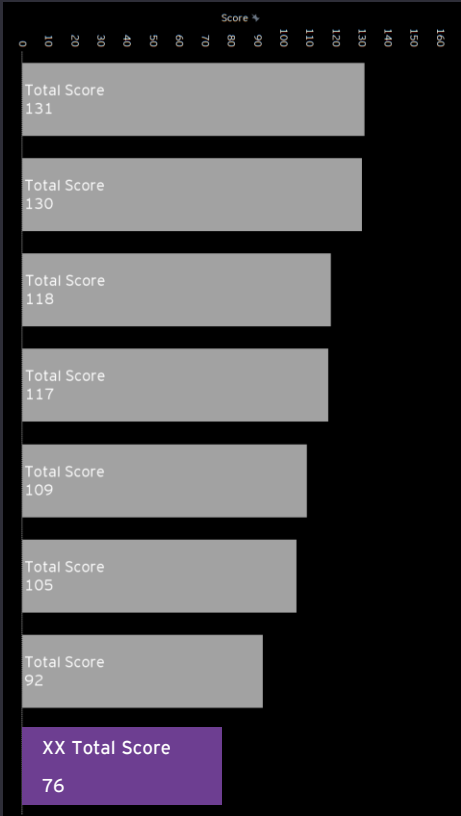 Score
0 10 20 30 40 50 60 70 80 90 100 110 120 130 140 150 160
Total Score
131
Total Score
130
Total Score
118
Total Score
117
Total Score
109
Total Score
105
Total Score
92
XX Total Score
76